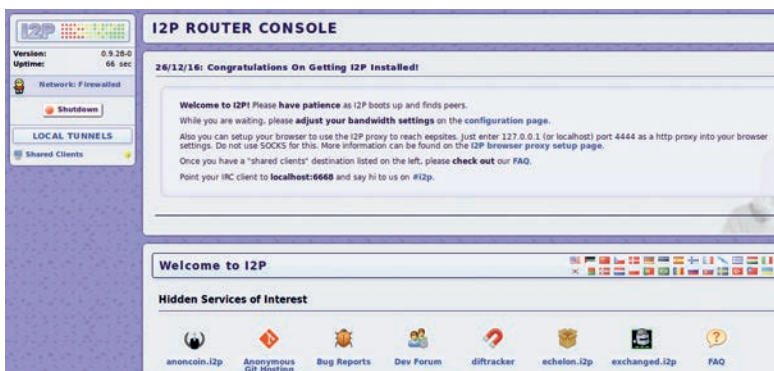 I2P
Version: 0.9.28-0
Uptime: 66 sec
Network: Firewalled
Shutdown
LOCAL TUNNELS
Shared Clients
I2P ROUTER CONSOLE
26/12/16: Congratulations On Getting I2P Installed!
Welcome to I2P! Please have patience as I2P boots up and finds peers.
While you are waiting, please adjust your bandwidth settings on the configuration page.
Also you can setup your browser to use the I2P proxy to reach eepsites. Just enter 127.0.0.1 (or localhost) port 4444 as a http proxy into your browser
settings. Do not use SOCKS for this. More information can be found on the I2P browser proxy setup page.
Once you have a "shared clients" destination listed on the left, please check out our FAQ.
Point your IRC client to localhost:6668 and say hi to us on #i2p.
Welcome to I2P
Hidden Services of Interest
anoncoin.i2p Anonymous Bug Reports Dev Forum diftracker echelon.i2p exchanged.i2p FAQ
Git Hosting